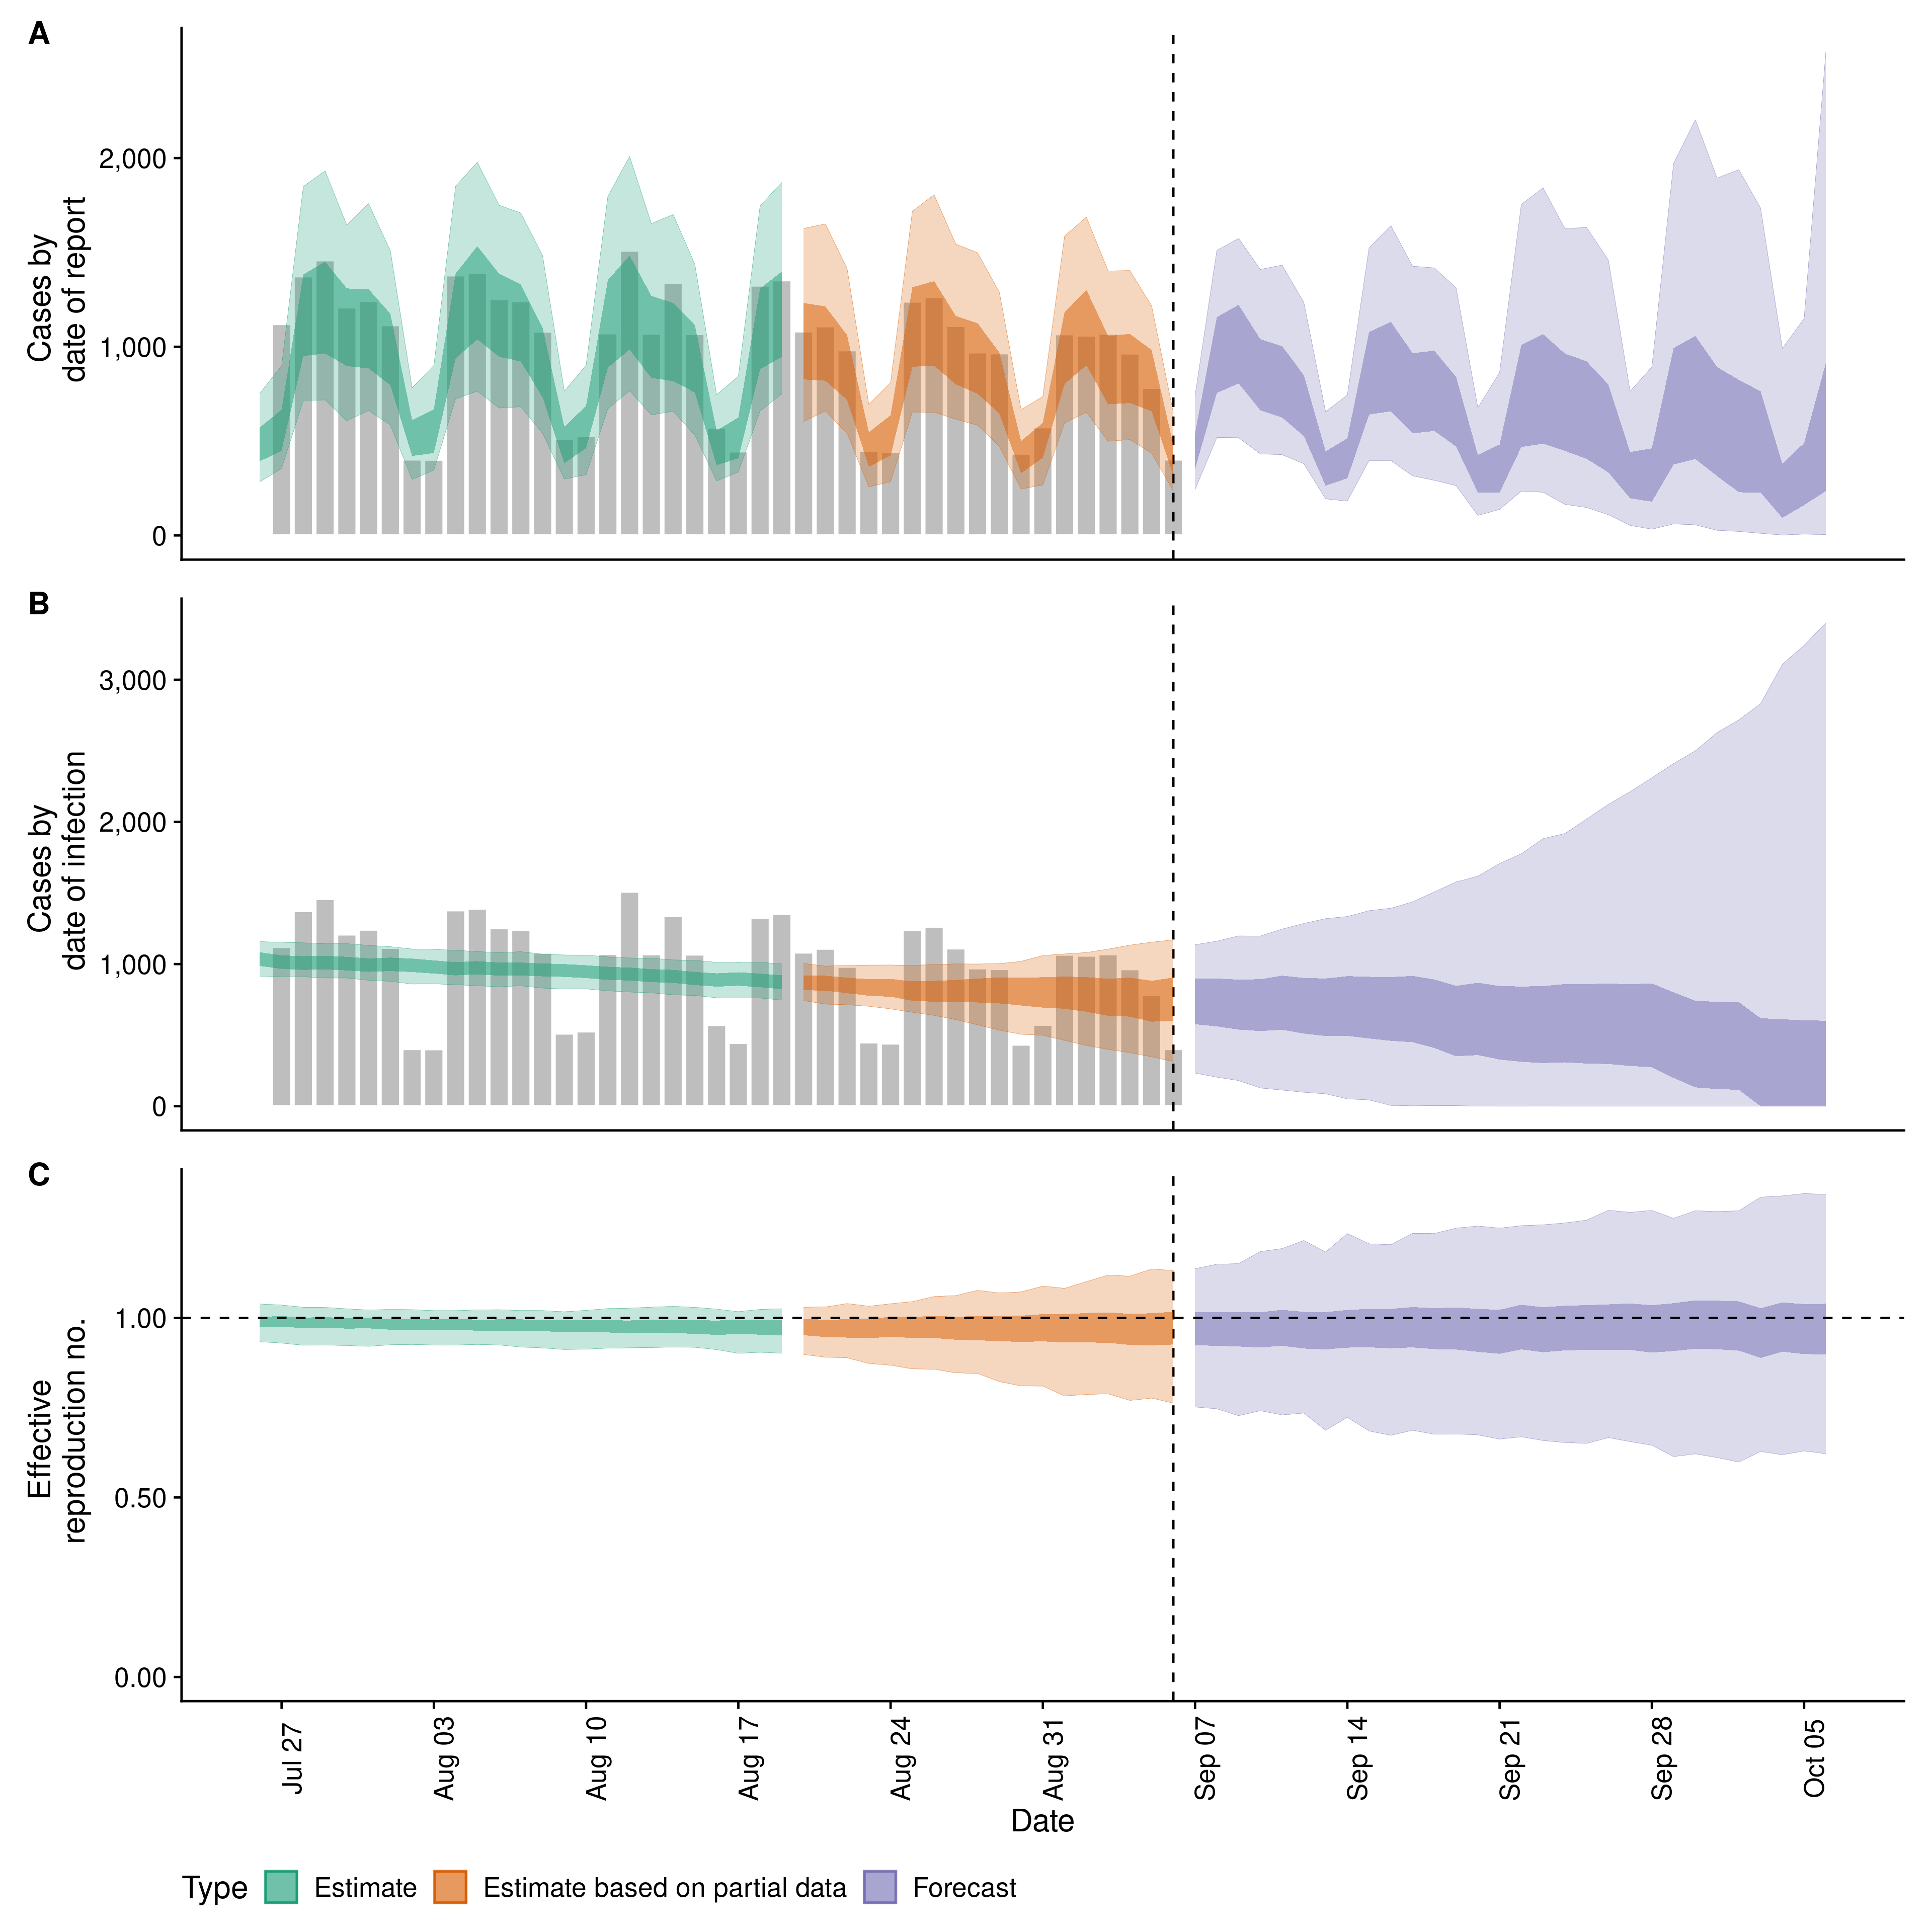 A
Cases by
date of report
2,000
1,000
0
B
Cases by
date of infection
3,000
2,000
1,000
0
C
Effective
reproduction no.
1.00
0.50
0.00
Jul 27
Aug 03
Aug 10
Aug 17
Aug 24
Aug 31
Sep 07
Sep 14
Sep 21
Sep 28
Oct 05
Date
Type Estimate Estimate based on partial data Forecast